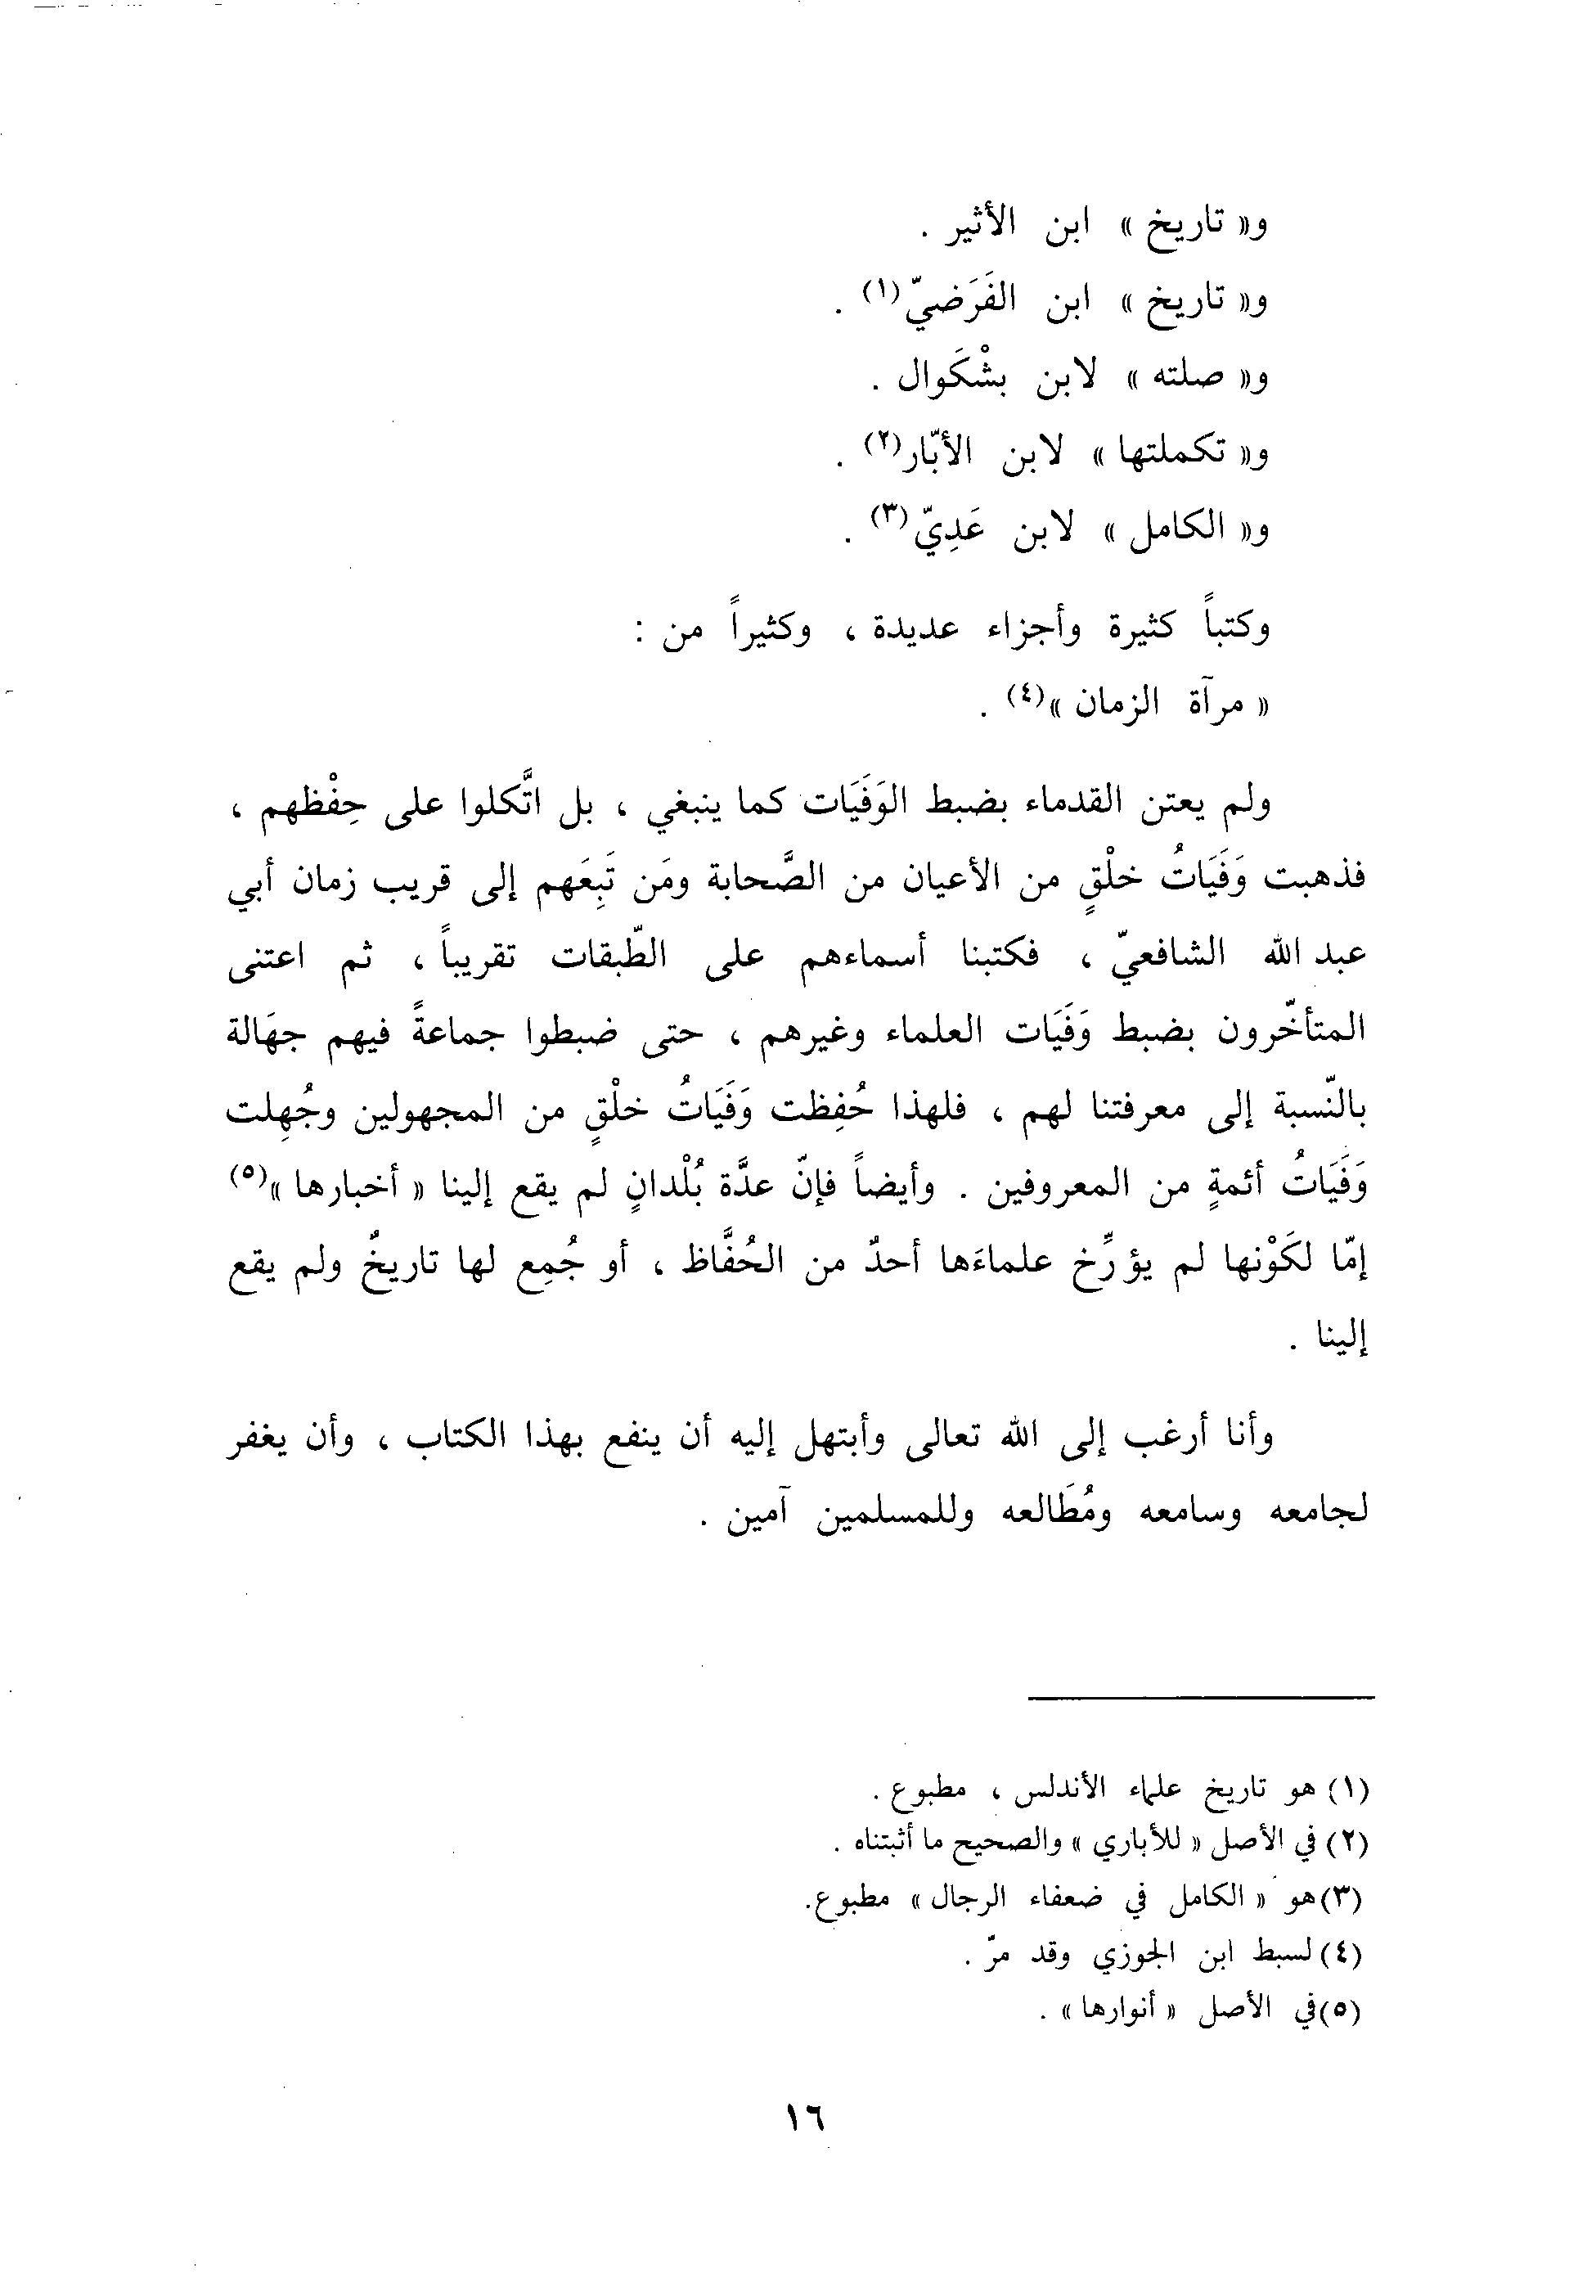 و« تاريخ » ابن الأثير .
و« تاريخ » ابن الفَرَضيّ(١) .
و« صلته » لابن بشْكَوال .
و« تكملتها » لابن الأبّار(٢) .
و« الكامل » لابن عَدِيّ(٣) .
وكتباً كثيرة وأجزاء عديدة ، وكثيراً من :
« مرآة الزمان »(٤) .
ولم يعتن القدماء بضبط الوَفَيَات كما ينبغي ، بل اتَّكلوا على حِفْظهم ،
فذهبت وَفَيَاتُ خلْقٍ من الأعيان من الصَّحابة ومَن تَبِعَهم إلى قريب زمان أبي
عبد الله الشافعيّ ، فكتبنا أسماءهم على الطّبقات تقريباً ، ثم اعتنى
المتأخّرون بضبط وَفَيَات العلماء وغيرهم ، حتى ضبطوا جماعةً فيهم جهَالة
بالنّسبة إلى معرفتنا لهم ، فلهذا حُفِظت وَفَيَاتُ خلْقٍ من المجهولين وجُهِلت
وَفَيَاتُ أئمةٍ من المعروفين . وأيضاً فإنّ عدَّة بُلْدانٍ لم يقع إلينا « أخبارها »(٥)
إمّا لكَوْنها لم يؤرِّخ علماءَها أحدٌ من الحُفَّاظ ، أو جُمِع لها تاريخٌ ولم يقع
إلينا .
وأنا أرغب إلى الله تعالى وأبتهل إليه أن ينفع بهذا الكتاب ، وأن يغفر
لجامعه وسامعه ومُطَالعه وللمسلمين آمين .
(١) هو تاريخ علماء الأندلس ، مطبوع .
(٢) في الأصل « للأباري » والصحيح ما أثبتناه .
(٣) هو « الكامل في ضعفاء الرجال » مطبوع.
(٤) لسبط ابن الجوزي وقد مرّ .
(٥) في الأصل « أنوارها » .
١٦